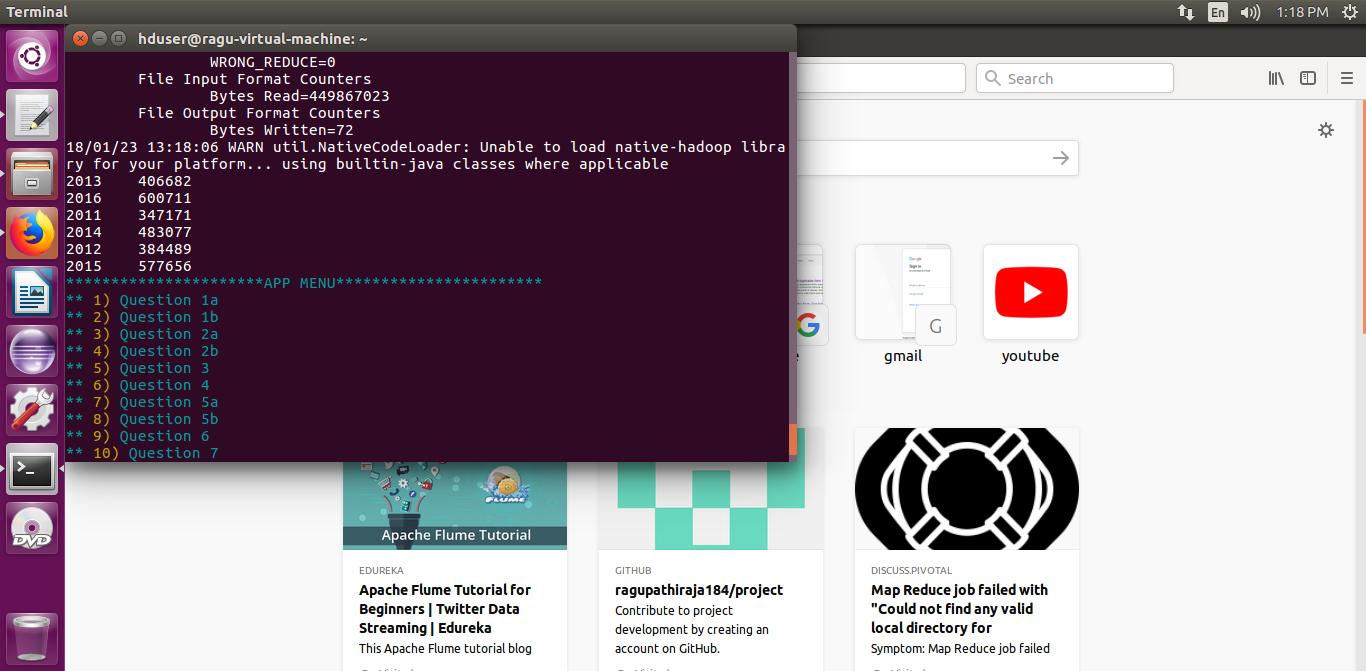 Terminal
En
1:18 PM
hduser@ragu-virtual-machine: ~
WRONG_REDUCE=0
File Input Format Counters
Bytes Read=449867023
File Output Format Counters
Bytes Written=72
18/01/23 13:18:06 WARN util.NativeCodeLoader: Unable to load native-hadoop libra
ry for your platform... using builtin-java classes where applicable
2013 406682
2016 600711
2011 347171
2014 483077
2012 384489
2015 577656
**********************APP MENU***********************
** 1) Question 1a
** 2) Question 1b
** 3) Question 2a
** 4) Question 2b
** 5) Question 3
** 6) Question 4
** 7) Question 5a
** 8) Question 5b
** 9) Question 6
** 10) Question 7
Search
G
gmail
youtube
DVD
FLUME
Apache Flume Tutorial
EDUREKA
Apache Flume Tutorial for
Beginners | Twitter Data
Streaming | Edureka
This Apache Flume tutorial blog
GITHUB
ragupathiraja184/project
Contribute to project
development by creating an
account on GitHub.
DISCUSS.PIVOTAL
Map Reduce job failed with
"Could not find any valid
local directory for
Symptom: Map Reduce job failed